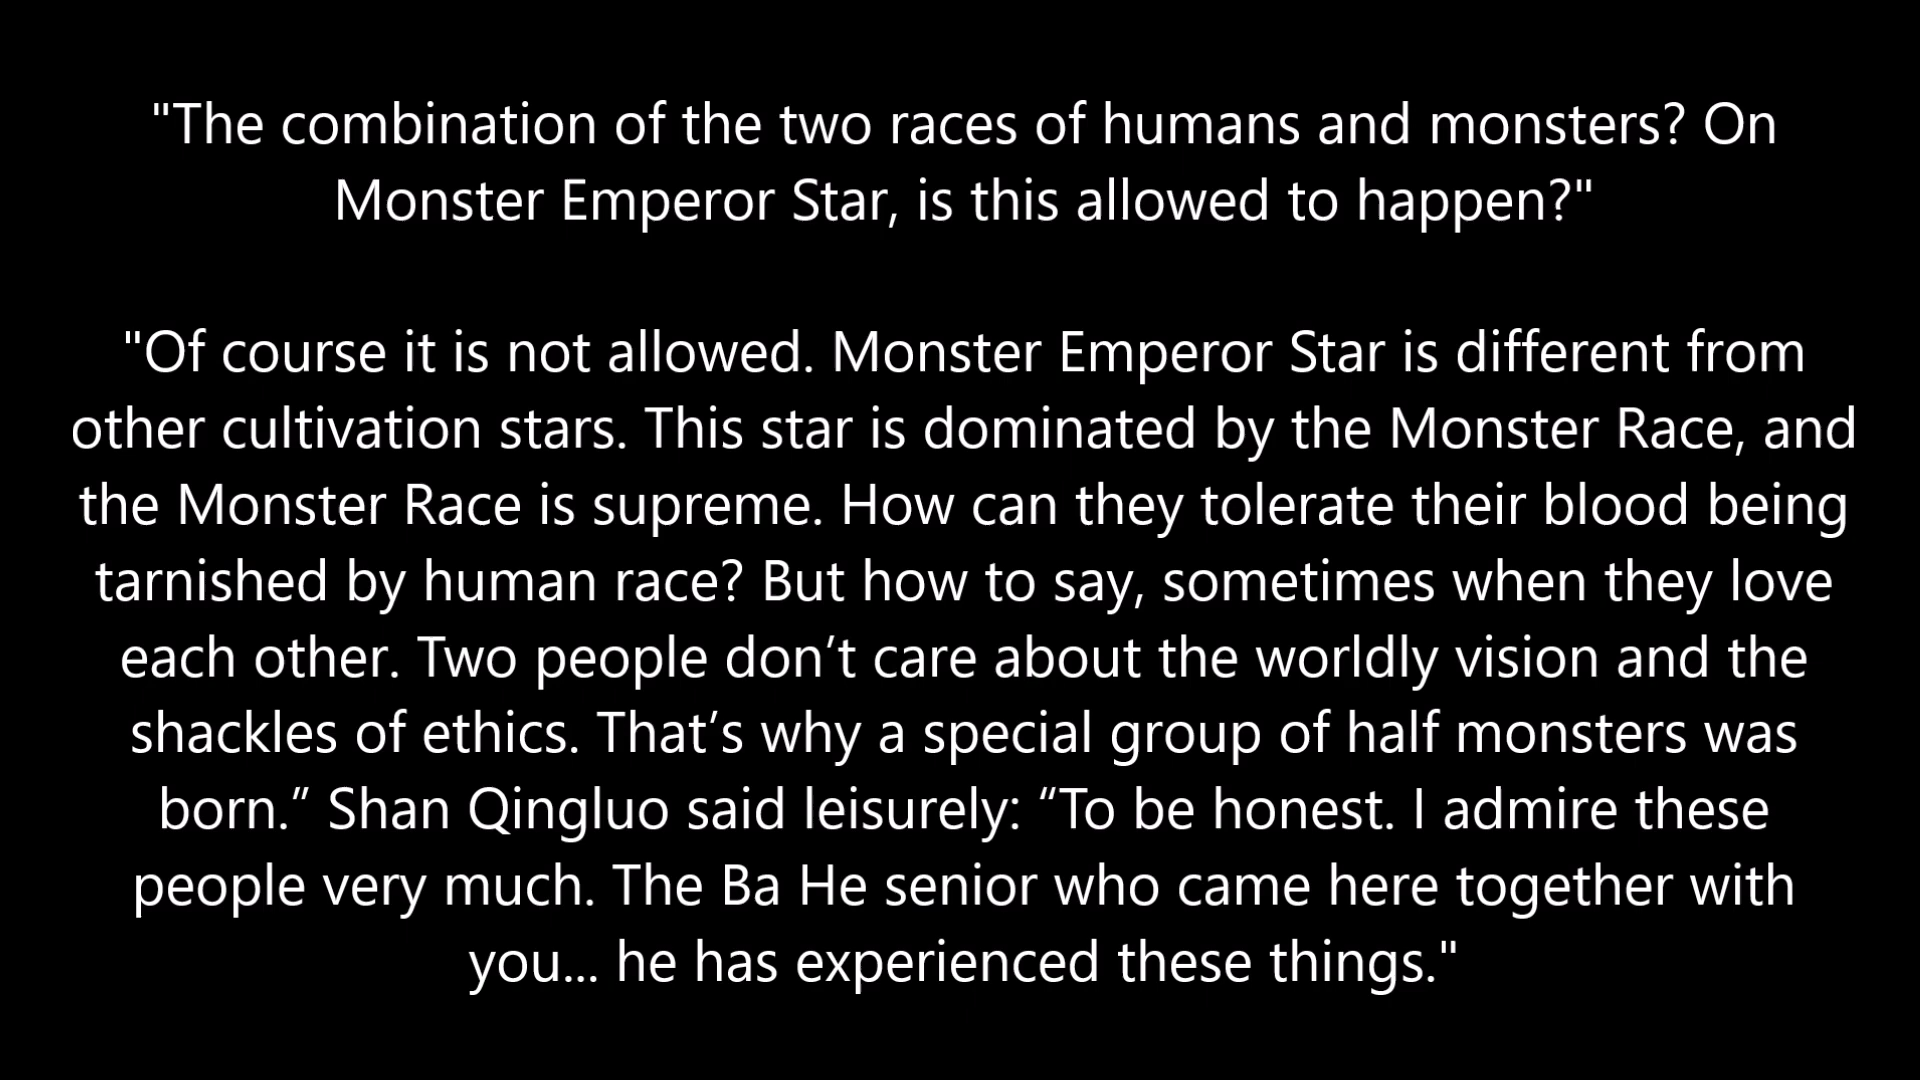 "The combination of the two races of humans and monsters? On
Monster Emperor Star, is this allowed to happen?"
"Of course it is not allowed. Monster Emperor Star is different from
other cultivation stars. This star is dominated by the Monster Race, and
the Monster Race is supreme. How can they tolerate their blood being
tarnished by human race? But how to say, sometimes when they love
each other. Two people don’t care about the worldly vision and the
shackles of ethics. That’s why a special group of half monsters was
born.” Shan Qingluo said leisurely: “To be honest. I admire these
people very much. The Ba He senior who came here together with
you... he has experienced these things."